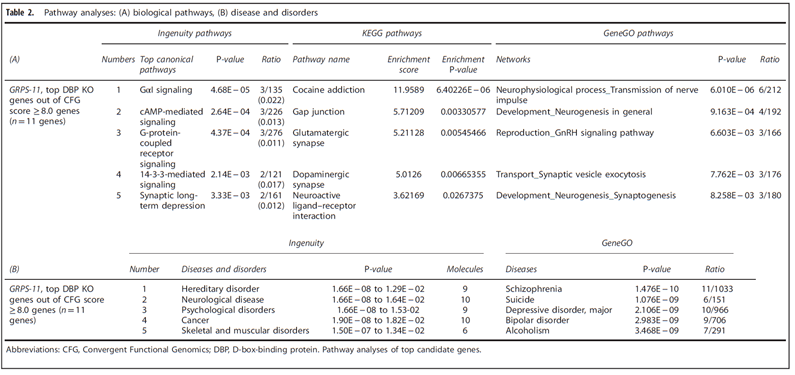 Table 2. Pathway analyses: (A) biological pathways, (B) disease and disorders
Ingenuity pathways KEGG pathways GeneGO pathways
(A) Numbers Top canonical pathways P-value Ratio Pathway name Enrichment score Enrichment P-value Networks P-value Ratio
GRPS-11, top DBP KO genes out of CFG score ≥8.0 genes (n = 11 genes)
1 Gαi signaling 4.68E−05 3/135 (0.022) Cocaine addiction 11.9589 6.40226E−06 Neurophysiological process_Transmission of nerve impulse 6.010E−06 6/212
2 cAMP-mediated signaling 2.64E−04 3/226 (0.013) Gap junction 5.71209 0.00330577 Development_Neurogenesis in general 9.163E−04 4/192
3 G-protein-coupled receptor signaling 4.37E−04 3/276 (0.011) Glutamatergic synapse 5.21128 0.00545466 Reproduction_GnRH signaling pathway 6.603E−03 3/166
4 14-3-3-mediated signaling 2.14E−03 2/121 (0.017) Dopaminergic synapse 5.0126 0.00665355 Transport_Synaptic vesicle exocytosis 7.762E−03 3/176
5 Synaptic long-term depression 3.33E−03 2/161 (0.012) Neuroactive ligand–receptor interaction 3.62169 0.0267375 Development_Neurogenesis_Synaptogenesis 8.258E−03 3/180
Ingenuity GeneGO
(B) Number Diseases and disorders P-value Molecules Diseases P-value Ratio
GRPS-11, top DBP KO genes out of CFG score ≥8.0 genes (n = 11 genes)
1 Hereditary disorder 1.66E−08 to 1.29E−02 9 Schizophrenia 1.476E−10 11/1033
2 Neurological disease 1.66E−08 to 1.64E−02 10 Suicide 1.076E−09 6/151
3 Psychological disorders 1.66E−08 to 1.53-02 9 Depressive disorder, major 2.106E−09 10/966
4 Cancer 1.90E−08 to 1.82E−02 10 Bipolar disorder 2.983E−09 9/706
5 Skeletal and muscular disorders 1.50E−07 to 1.34E−02 6 Alcoholism 3.468E−09 7/291
Abbreviations: CFG, Convergent Functional Genomics; DBP, D-box-binding protein. Pathway analyses of top candidate genes.